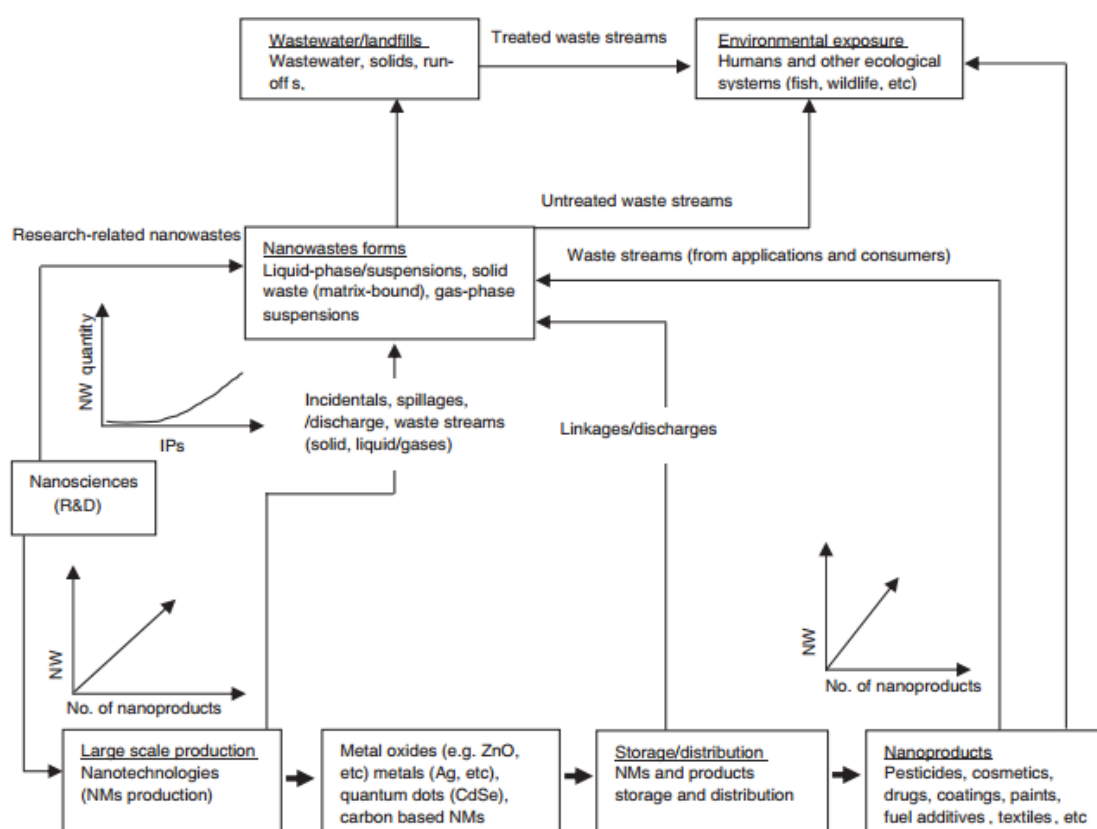 Wastewater/landfills
Wastewater, solids, run-
off s,
Treated waste streams
Environmental exposure
Humans and other ecological
systems (fish, wildlife, etc)
Untreated waste streams
Research-related nanowastes
Nanowastes forms
Liquid-phase/suspensions, solid
waste (matrix-bound), gas-phase
suspensions
Waste streams (from applications and consumers)
NW quantity
IPs
Incidentals, spillages,
/discharge, waste streams
(solid, liquid/gases)
Linkages/discharges
Nanosciences
(R&D)
NW
No. of nanoproducts
NW
No. of nanoproducts
Large scale production
Nanotechnologies
(NMs production)
Metal oxides (e.g. ZnO,
etc) metals (Ag, etc),
quantum dots (CdSe),
carbon based NMs
Storage/distribution
NMs and products
storage and distribution
Nanoproducts
Pesticides, cosmetics,
drugs, coatings, paints,
fuel additives, textiles, etc